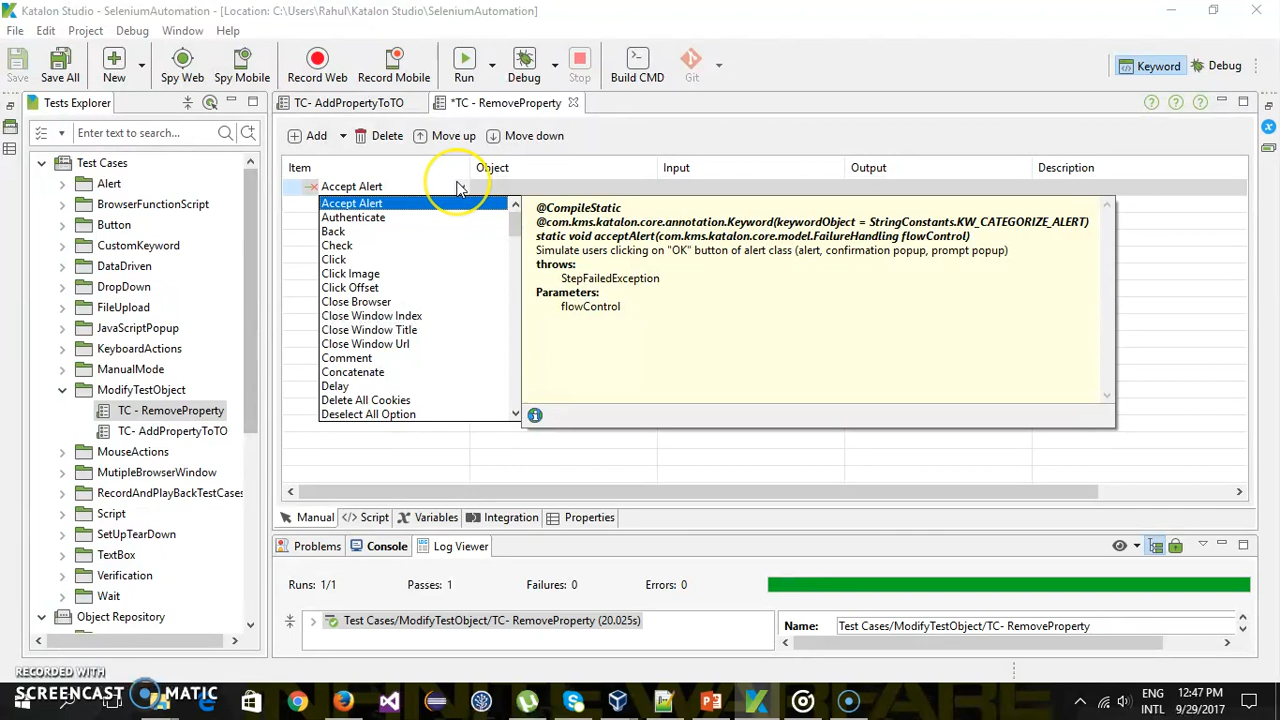 Katalon Studio - SeleniumAutomation - [Location: C:\Users\Rahul\Katalon Studio\SeleniumAutomation]
File Edit Project Debug Window Help
Save Save All New Spy Web Spy Mobile Record Web Record Mobile Run Debug Stop Build CMD Git Keyword Debug
Tests Explorer TC- AddPropertyToTO *TC - RemoveProperty
Enter text to search... Add Delete Move up Move down
Item Object Input Output Description
Test Cases
Alert
BrowserFunctionScript
Button
CustomKeyword
DataDriven
DropDown
FileUpload
JavaScriptPopup
KeyboardActions
ManualMode
ModifyTestObject
TC - RemoveProperty
TC- AddPropertyToTO
MouseActions
MutipleBrowserWindow
RecordAndPlayBackTestCases
Script
SetUpTearDown
TextBox
Verification
Wait
Object Repository
Accept Alert
Accept Alert
Authenticate
Back
Check
Click
Click Image
Click Offset
Close Browser
Close Window Index
Close Window Title
Close Window Url
Comment
Concatenate
Delay
Delete All Cookies
Deselect All Option
@CompileStatic
@com.kms.katalon.core.annotation.Keyword(keywordObject = StringConstants.KW_CATEGORIZE_ALERT)
static void acceptAlert(com.kms.katalon.core.model.FailureHandling flowControl)
Simulate users clicking on "OK" button of alert class (alert, confirmation popup, prompt popup)
throws:
StepFailedException
Parameters:
flowControl
Manual Script Variables Integration Properties
Problems Console Log Viewer
Runs: 1/1 Passes: 1 Failures: 0 Errors: 0
Test Cases/ModifyTestObject/TC- RemoveProperty (20.025s) Name: Test Cases/ModifyTestObject/TC- RemoveProperty
RECORDED WITH
SCREENCAST MATIC
ENG 12:47 PM
INTL 9/29/2017